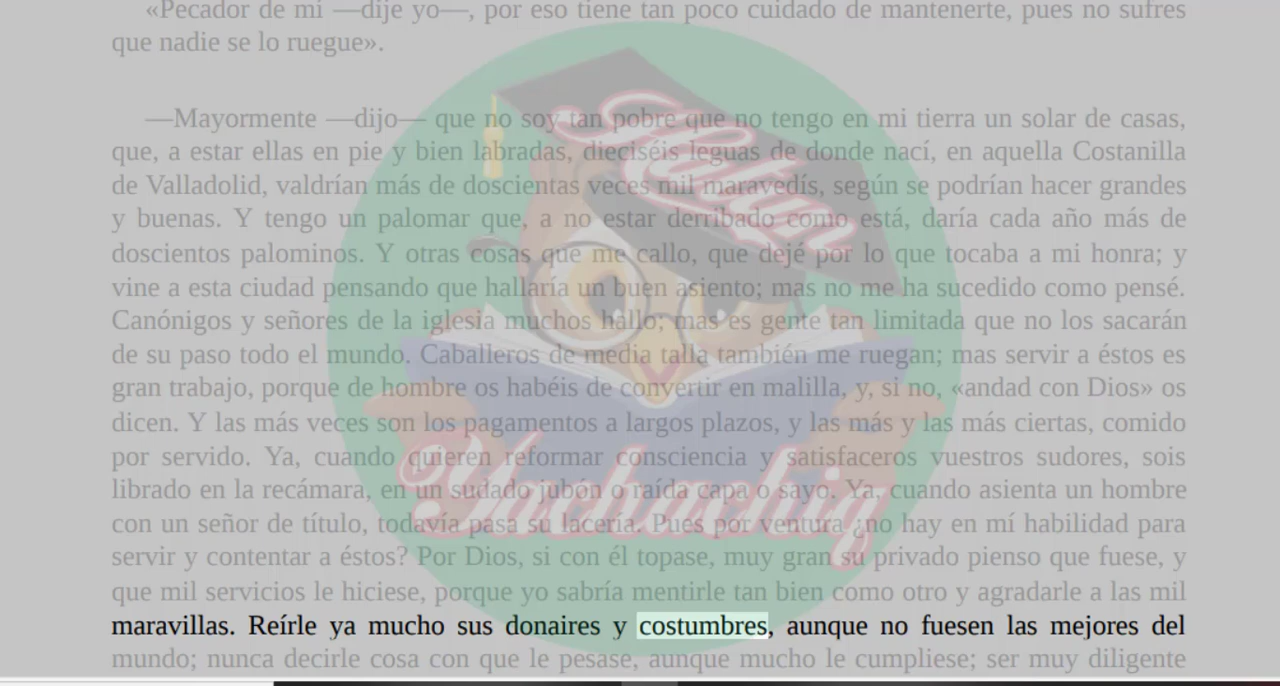 «Pecador de mí —dije yo—, por eso tiene tan poco cuidado de mantenerte, pues no sufres
que nadie se lo ruegue».
—Mayormente —dijo— que no soy tan pobre que no tengo en mi tierra un solar de casas,
que, a estar ellas en pie y bien labradas, dieciséis leguas de donde nací, en aquella Costanilla
de Valladolid, valdrían más de doscientas veces mil maravedís, según se podrían hacer grandes
y buenas. Y tengo un palomar que, a no estar derribado como está, daría cada año más de
doscientos palominos. Y otras cosas que me callo, que dejé por lo que tocaba a mi honra; y
vine a esta ciudad pensando que hallaría un buen asiento; mas no me ha sucedido como pensé.
Canónigos y señores de la iglesia muchos hallo; mas es gente tan limitada que no los sacarán
de su paso todo el mundo. Caballeros de media talla también me ruegan; mas servir a éstos es
gran trabajo, porque de hombre os habéis de convertir en malilla, y, si no, «andad con Dios» os
dicen. Y las más veces son los pagamentos a largos plazos, y las más y las más ciertas, comido
por servido. Ya, cuando quieren reformar consciencia y satisfaceros vuestros sudores, sois
librado en la recámara, en un sudado jubón o raída capa o sayo. Ya, cuando asienta un hombre
con un señor de título, todavía pasa su lacería. Pues por ventura ¿no hay en mí habilidad para
servir y contentar a éstos? Por Dios, si con él topase, muy gran su privado pienso que fuese, y
que mil servicios le hiciese, porque yo sabría mentirle tan bien como otro y agradarle a las mil
maravillas. Reírle ya mucho sus donaires y costumbres, aunque no fuesen las mejores del
mundo; nunca decirle cosa con que le pesase, aunque mucho le cumpliese; ser muy diligente
Yachachiq